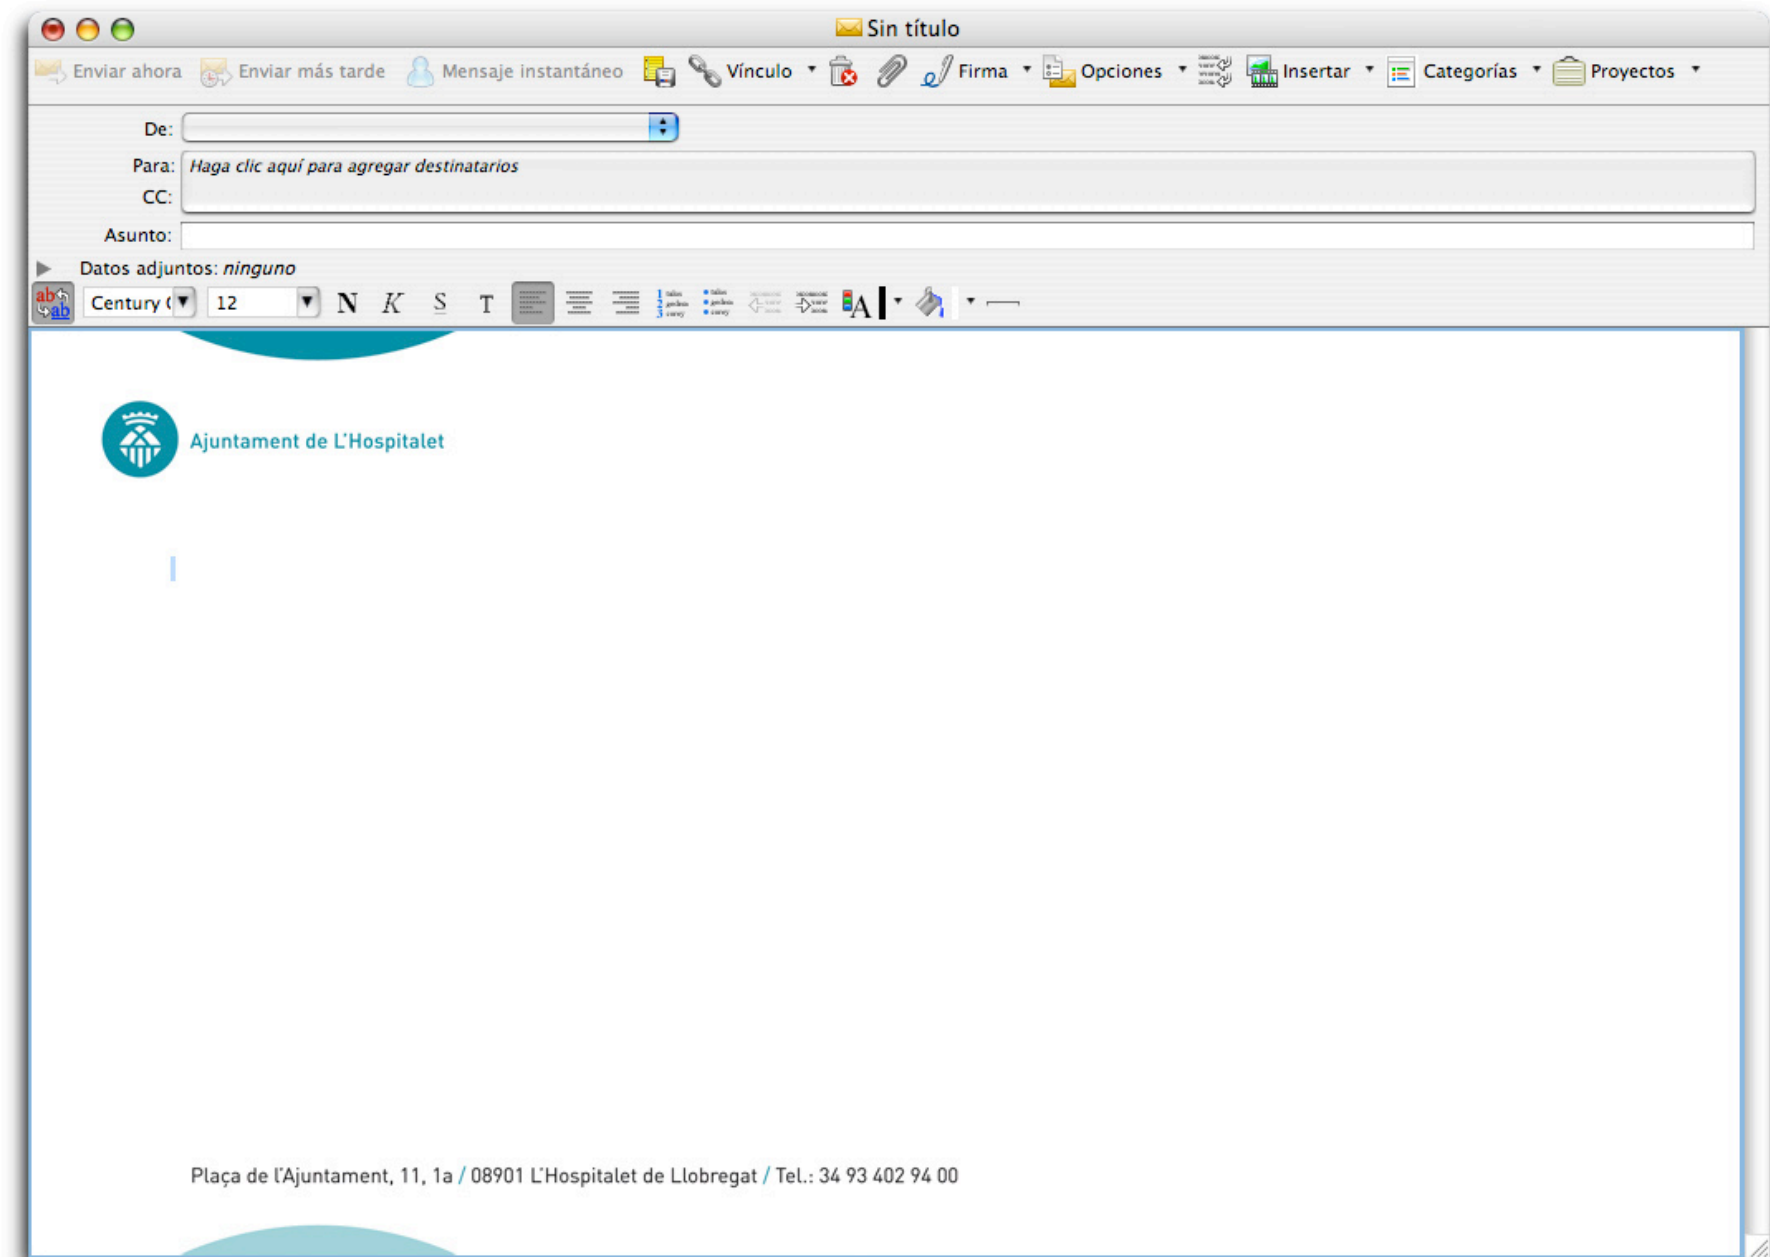 Sin título
Enviar ahora Enviar más tarde Mensaje instantáneo Vínculo Firma Opciones Insertar Categorías Proyectos
De:
Para: Haga clic aquí para agregar destinatarios
CC:
Asunto:
Datos adjuntos: ninguno
Century 12 N K S T
Ajuntament de L'Hospitalet
Plaça de l'Ajuntament, 11, 1a / 08901 L'Hospitalet de Llobregat / Tel.: 34 93 402 94 00